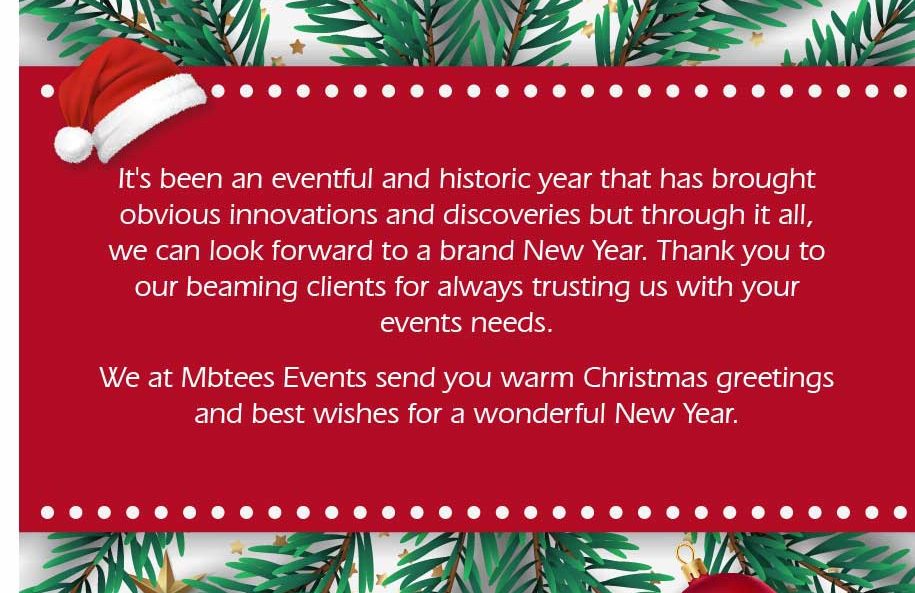 It's been an eventful and historic year that has brought
obvious innovations and discoveries but through it all,
we can look forward to a brand New Year. Thank you to
our beaming clients for always trusting us with your
events needs.
We at Mbtees Events send you warm Christmas greetings
and best wishes for a wonderful New Year.